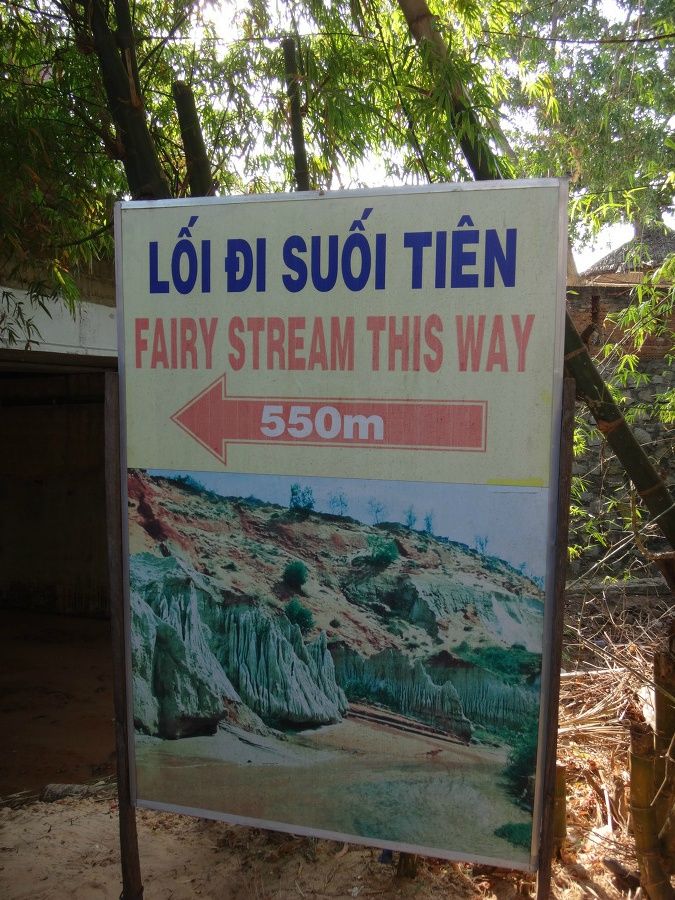 LỐI ĐI SUỐI TIÊN
FAIRY STREAM THIS WAY
550m